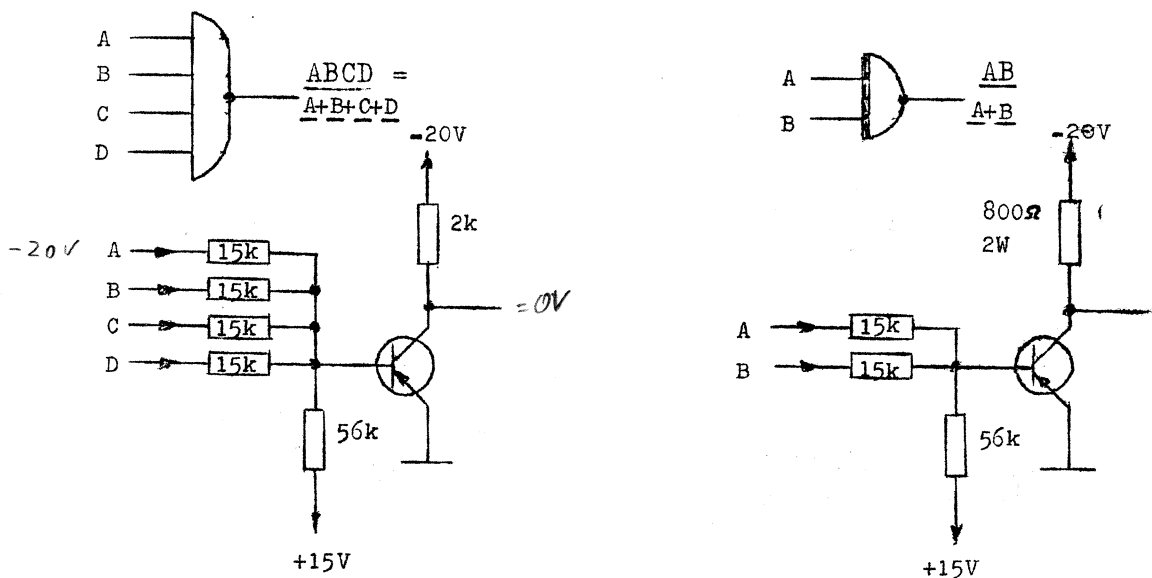 A
B
C
D
ABCD =
A+B+C+D
-20V
2k
-20V
A
15k
B
15k
C
15k
D
15k
= 0V
56k
+15V
A
B
AB
A+B
-20V
800Ω
2W
A
15k
B
15k
56k
+15V